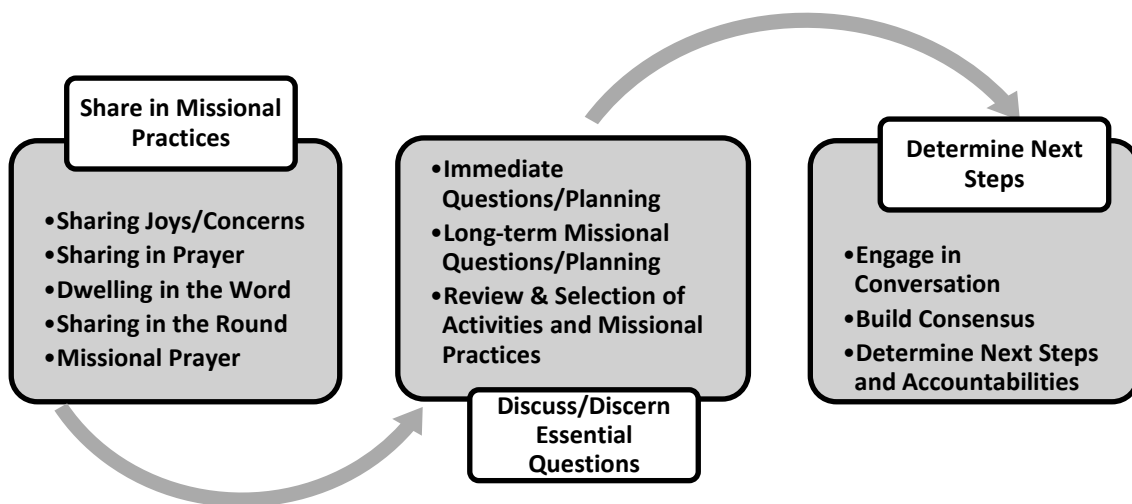 Share in Missional
Practices
•Sharing Joys/Concerns
•Sharing in Prayer
•Dwelling in the Word
•Sharing in the Round
•Missional Prayer
•Immediate
Questions/Planning
•Long-term Missional
Questions/Planning
•Review & Selection of
Activities and Missional
Practices
Discuss/Discern
Essential
Questions
Determine Next
Steps
•Engage in
Conversation
•Build Consensus
•Determine Next Steps
and Accountabilities